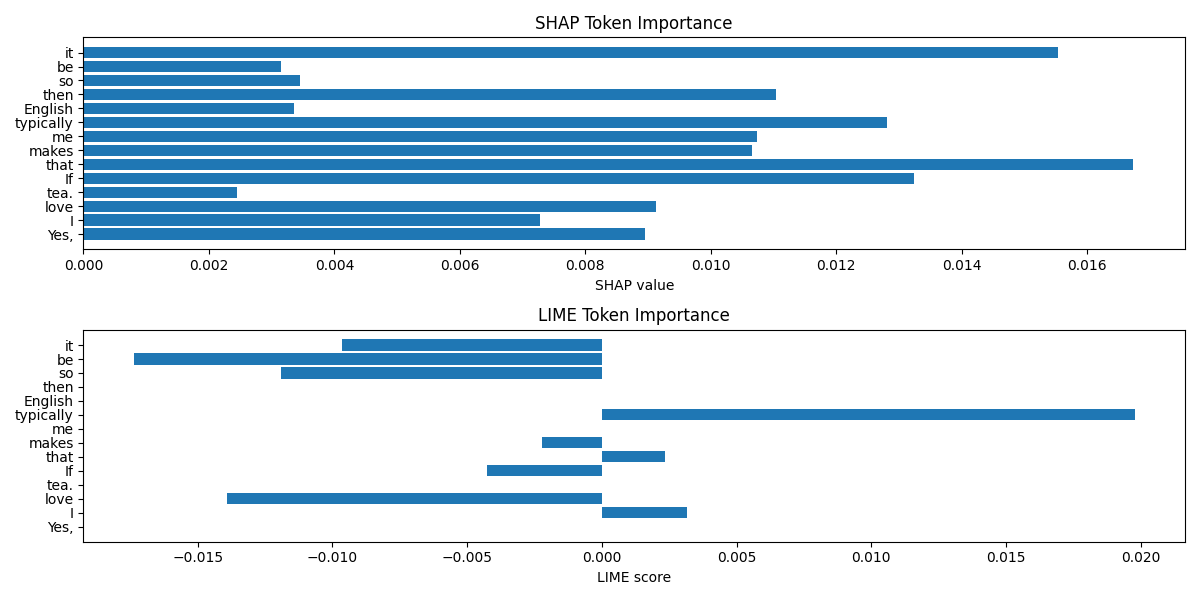 SHAP Token Importance
it
be
so
then
English
typically
me
makes
that
If
tea.
love
I
Yes,
0.000 0.002 0.004 0.006 0.008 0.010 0.012 0.014 0.016
SHAP value
LIME Token Importance
it
be
so
then
English
typically
me
makes
that
If
tea.
love
I
Yes,
−0.015 −0.010 −0.005 0.000 0.005 0.010 0.015 0.020
LIME score